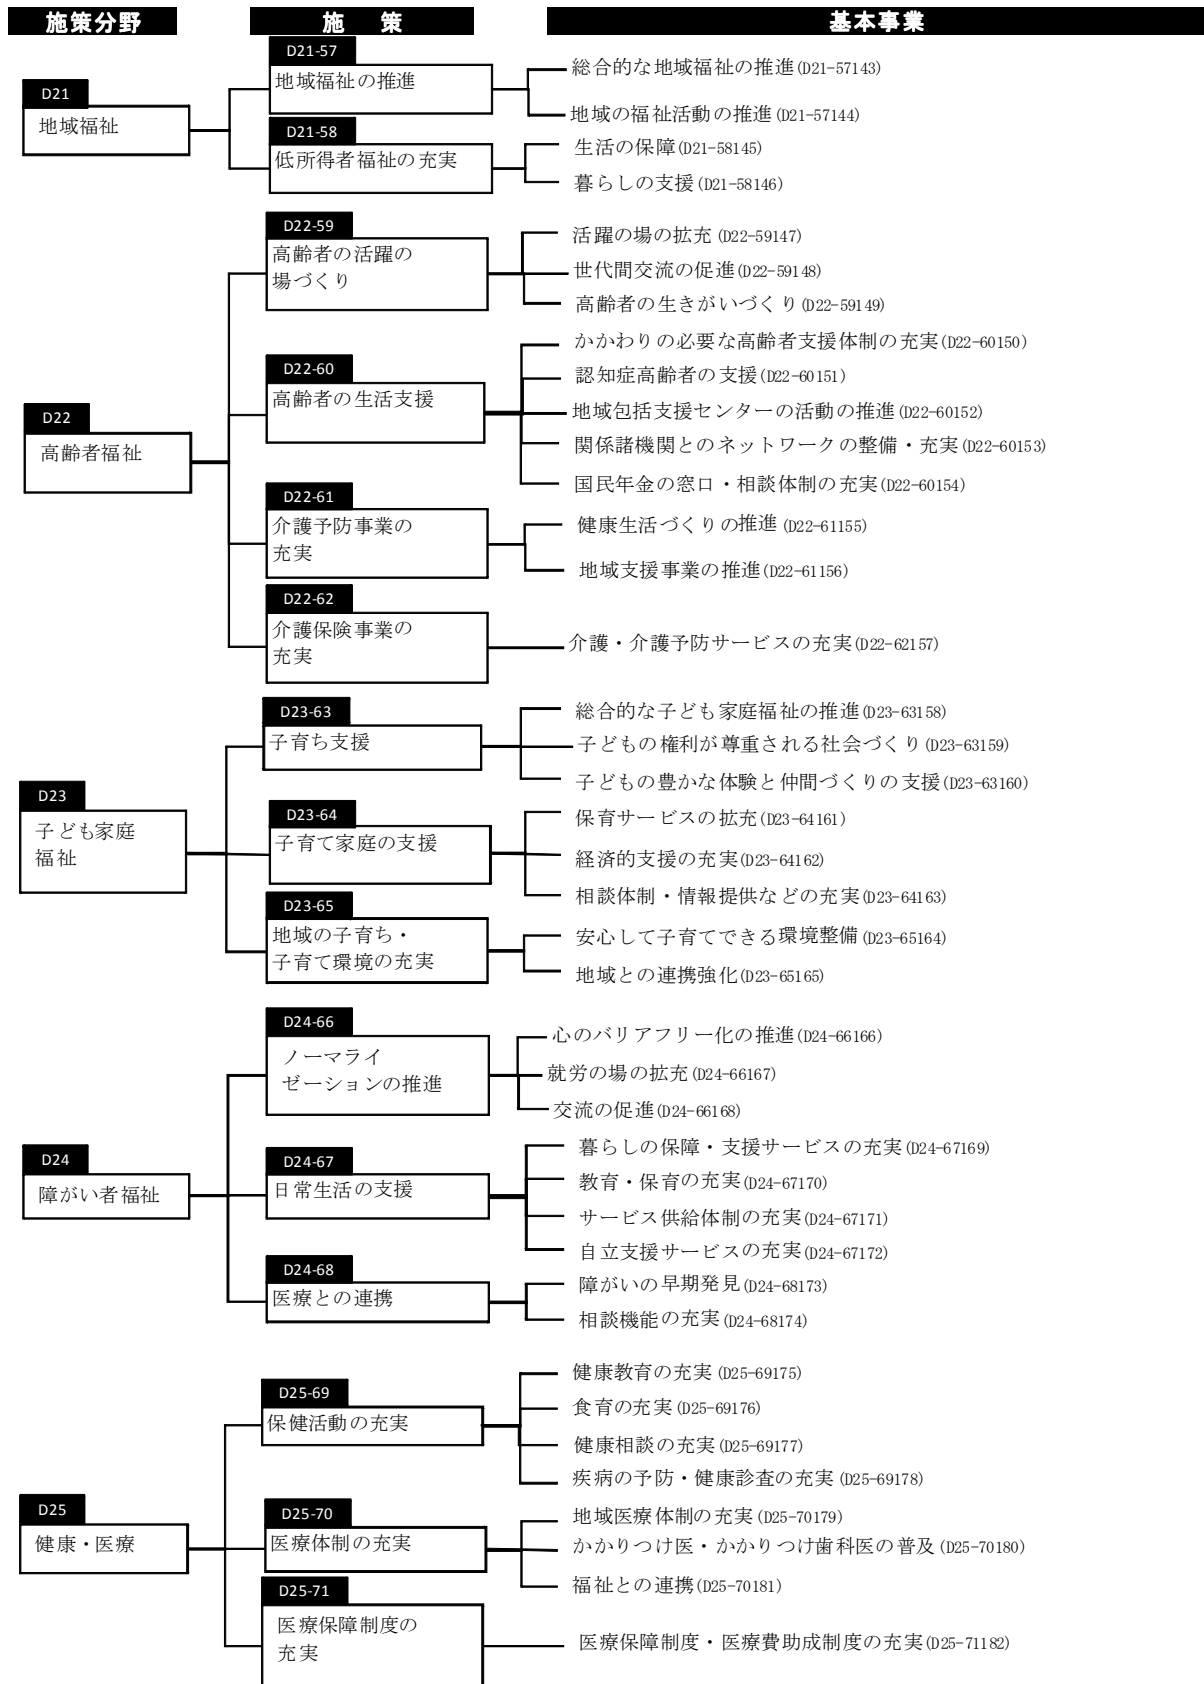 施策分野
施　策
基本事業
D21
地域福祉
D21-57
地域福祉の推進
総合的な地域福祉の推進(D21-57143)
地域の福祉活動の推進(D21-57144)
D21-58
低所得者福祉の充実
生活の保障(D21-58145)
暮らしの支援(D21-58146)
D22
高齢者福祉
D22-59
高齢者の活躍の
場づくり
活躍の場の拡充(D22-59147)
世代間交流の促進(D22-59148)
高齢者の生きがいづくり(D22-59149)
D22-60
高齢者の生活支援
かかわりの必要な高齢者支援体制の充実(D22-60150)
認知症高齢者の支援(D22-60151)
地域包括支援センターの活動の推進(D22-60152)
関係諸機関とのネットワークの整備・充実(D22-60153)
国民年金の窓口・相談体制の充実(D22-60154)
D22-61
介護予防事業の
充実
健康生活づくりの推進(D22-61155)
地域支援事業の推進(D22-61156)
D22-62
介護保険事業の
充実
介護・介護予防サービスの充実(D22-62157)
D23
子ども家庭
福祉
D23-63
子育ち支援
総合的な子ども家庭福祉の推進(D23-63158)
子どもの権利が尊重される社会づくり(D23-63159)
子どもの豊かな体験と仲間づくりの支援(D23-63160)
D23-64
子育て家庭の支援
保育サービスの拡充(D23-64161)
経済的支援の充実(D23-64162)
相談体制・情報提供などの充実(D23-64163)
D23-65
地域の子育ち・
子育て環境の充実
安心して子育てできる環境整備(D23-65164)
地域との連携強化(D23-65165)
D24
障がい者福祉
D24-66
ノーマライ
ゼーションの推進
心のバリアフリー化の推進(D24-66166)
就労の場の拡充(D24-66167)
交流の促進(D24-66168)
D24-67
日常生活の支援
暮らしの保障・支援サービスの充実(D24-67169)
教育・保育の充実(D24-67170)
サービス供給体制の充実(D24-67171)
自立支援サービスの充実(D24-67172)
D24-68
医療との連携
障がいの早期発見(D24-68173)
相談機能の充実(D24-68174)
D25
健康・医療
D25-69
保健活動の充実
健康教育の充実(D25-69175)
食育の充実(D25-69176)
健康相談の充実(D25-69177)
疾病の予防・健康診査の充実(D25-69178)
D25-70
医療体制の充実
地域医療体制の充実(D25-70179)
かかりつけ医・かかりつけ歯科医の普及(D25-70180)
福祉との連携(D25-70181)
D25-71
医療保障制度の
充実
医療保障制度・医療費助成制度の充実(D25-71182)